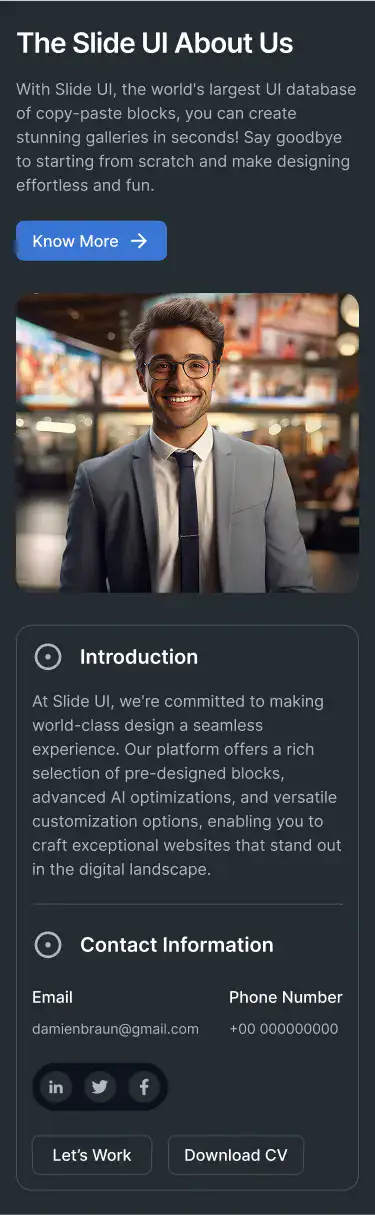 The Slide UI About Us
With Slide UI, the world's largest UI database
of copy-paste blocks, you can create
stunning galleries in seconds! Say goodbye
to starting from scratch and make designing
effortless and fun.
Know More
Introduction
At Slide UI, we're committed to making
world-class design a seamless
experience. Our platform offers a rich
selection of pre-designed blocks,
advanced AI optimizations, and versatile
customization options, enabling you to
craft exceptional websites that stand out
in the digital landscape.
Contact Information
Email
Phone Number
damienbraun@gmail.com
+00 000000000
in
f
Let's Work
Download CV